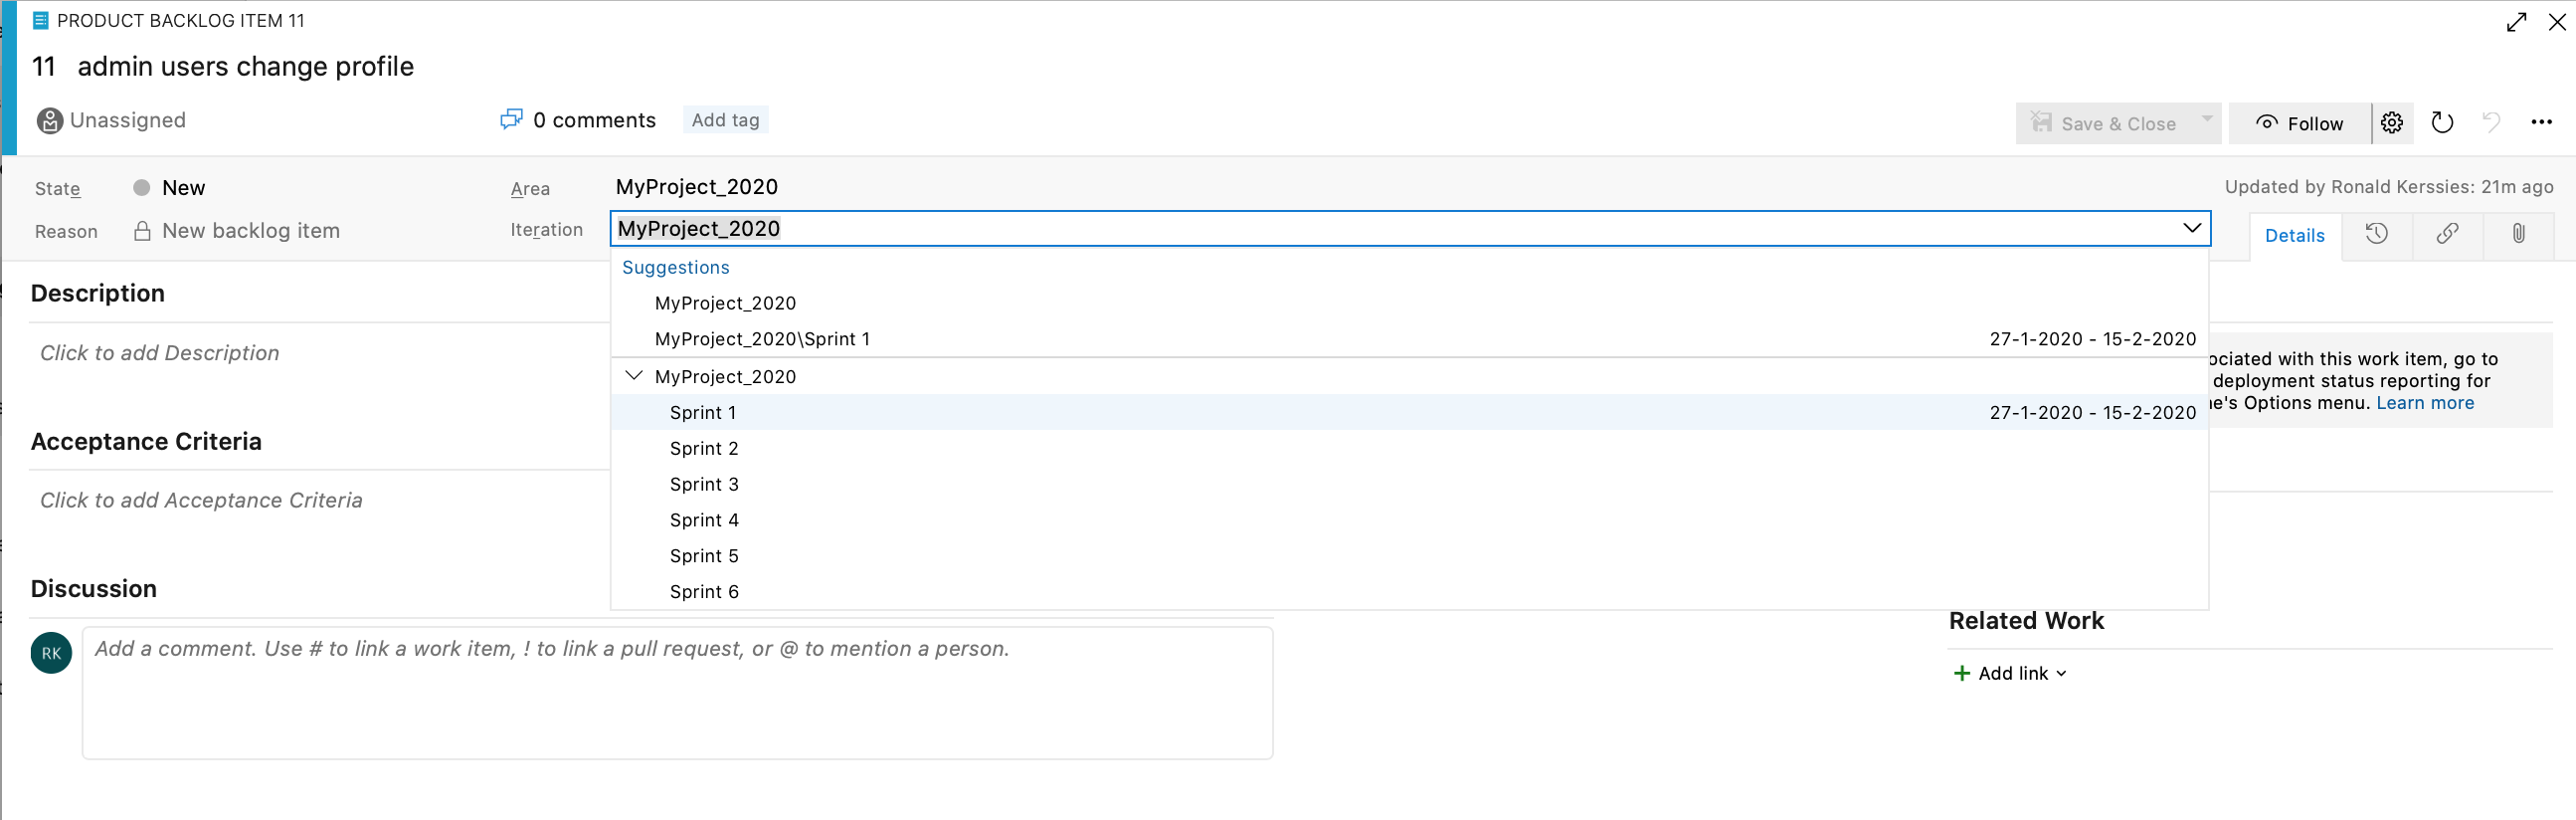 PRODUCT BACKLOG ITEM 11
11 admin users change profile
Unassigned
0 comments
Add tag
Save & Close
Follow
State
New
Area
MyProject_2020
Updated by Ronald Kerssies: 21m ago
Reason
New backlog item
Iteration
MyProject_2020
Details
Suggestions
MyProject_2020
MyProject_2020\Sprint 1 27-1-2020 - 15-2-2020
MyProject_2020
Sprint 1 27-1-2020 - 15-2-2020
Sprint 2
Sprint 3
Sprint 4
Sprint 5
Sprint 6
Description
Click to add Description
Acceptance Criteria
Click to add Acceptance Criteria
Discussion
RK
Add a comment. Use # to link a work item, ! to link a pull request, or @ to mention a person.
ociated with this work item, go to
deployment status reporting for
e's Options menu. Learn more
Related Work
Add link